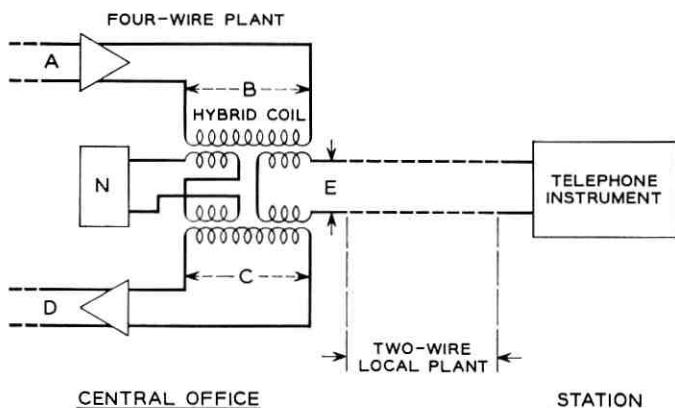 FOUR-WIRE PLANT
A
B
HYBRID COIL
N
E
TELEPHONE
INSTRUMENT
C
D
TWO-WIRE
LOCAL PLANT
CENTRAL OFFICE
STATION